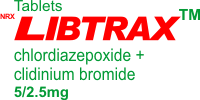 Tablets
NRX LIBTRAX™
chlordiazepoxide +
clidinium bromide
5/2.5mg